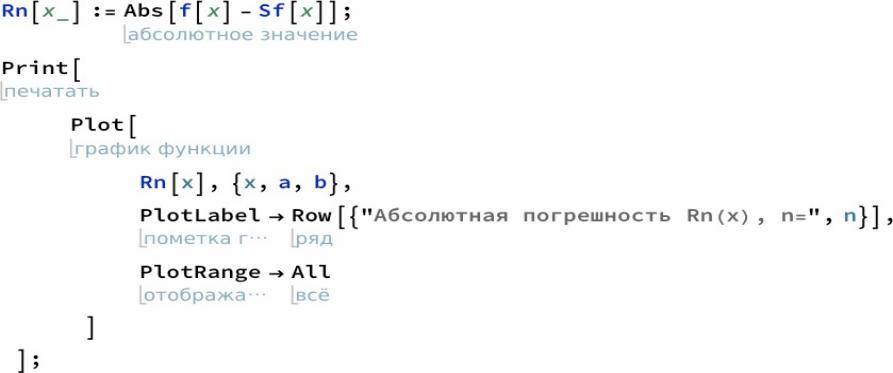 Rn[x_] := Abs[f[x] - Sf[x]];
абсолютное значение
Print[
печатать
Plot[
график функции
Rn[x], {x, a, b},
PlotLabel → Row[{"Абсолютная погрешность Rn(x), n=", n}],
пометка г⋯ ряд
PlotRange → All
отобража⋯ всё
]
];